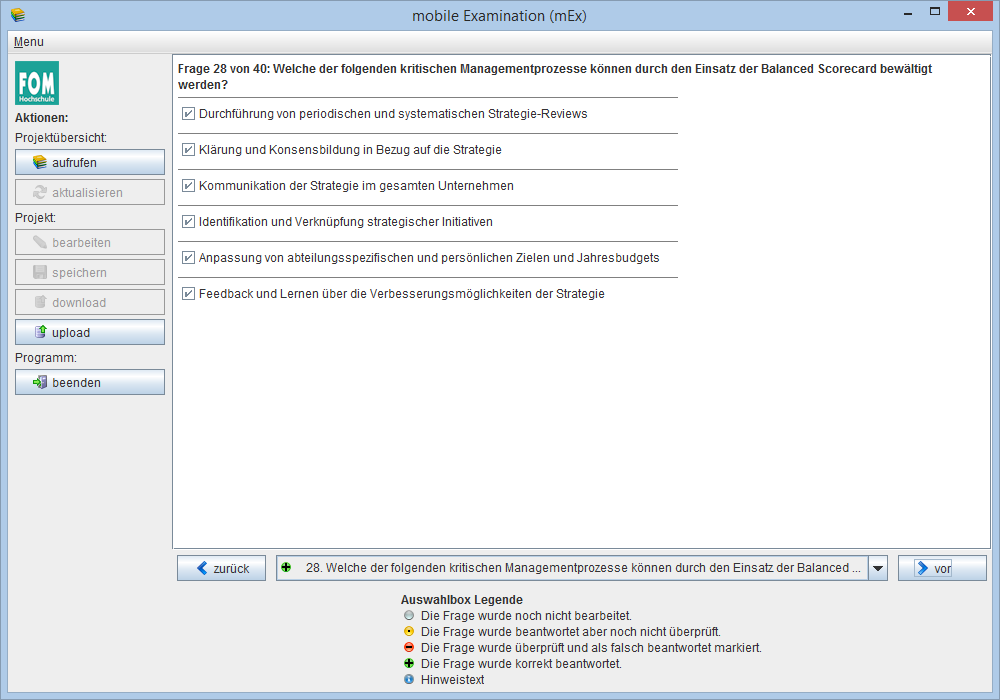 mobile Examination (mEx)
Menu
FOM
Hochschule
Aktionen:
Projektübersicht:
aufrufen
aktualisieren
Projekt:
bearbeiten
speichern
download
upload
Programm:
beenden
Frage 28 von 40: Welche der folgenden kritischen Managementprozesse können durch den Einsatz der Balanced Scorecard bewältigt
werden?
Durchführung von periodischen und systematischen Strategie-Reviews
Klärung und Konsensbildung in Bezug auf die Strategie
Kommunikation der Strategie im gesamten Unternehmen
Identifikation und Verknüpfung strategischer Initiativen
Anpassung von abteilungsspezifischen und persönlichen Zielen und Jahresbudgets
Feedback und Lernen über die Verbesserungsmöglichkeiten der Strategie
zurück
28. Welche der folgenden kritischen Managementprozesse können durch den Einsatz der Balanced ...
vor
Auswahlbox Legende
Die Frage wurde noch nicht bearbeitet.
Die Frage wurde beantwortet aber noch nicht überprüft.
Die Frage wurde überprüft und als falsch beantwortet markiert.
Die Frage wurde korrekt beantwortet.
Hinweistext